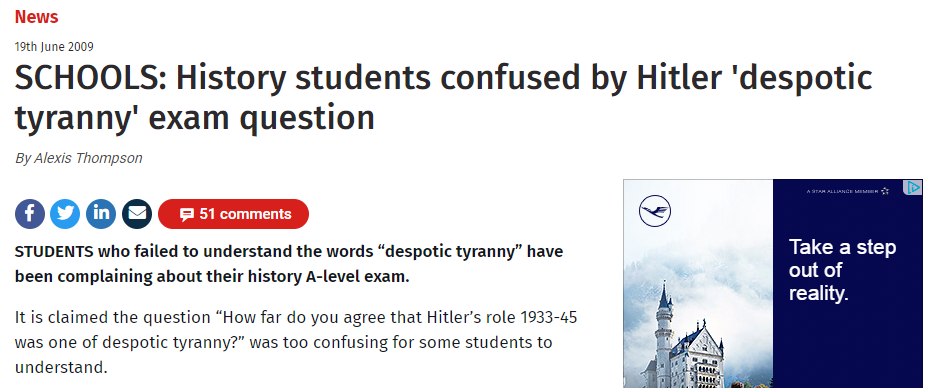 News
19th June 2009
SCHOOLS: History students confused by Hitler 'despotic
tyranny' exam question
By Alexis Thompson
51 comments
STUDENTS who failed to understand the words “despotic tyranny” have
been complaining about their history A-level exam.
It is claimed the question “How far do you agree that Hitler’s role 1933-45
was one of despotic tyranny?” was too confusing for some students to
understand.
A STAR ALLIANCE MEMBER
Take a step
out of
reality.